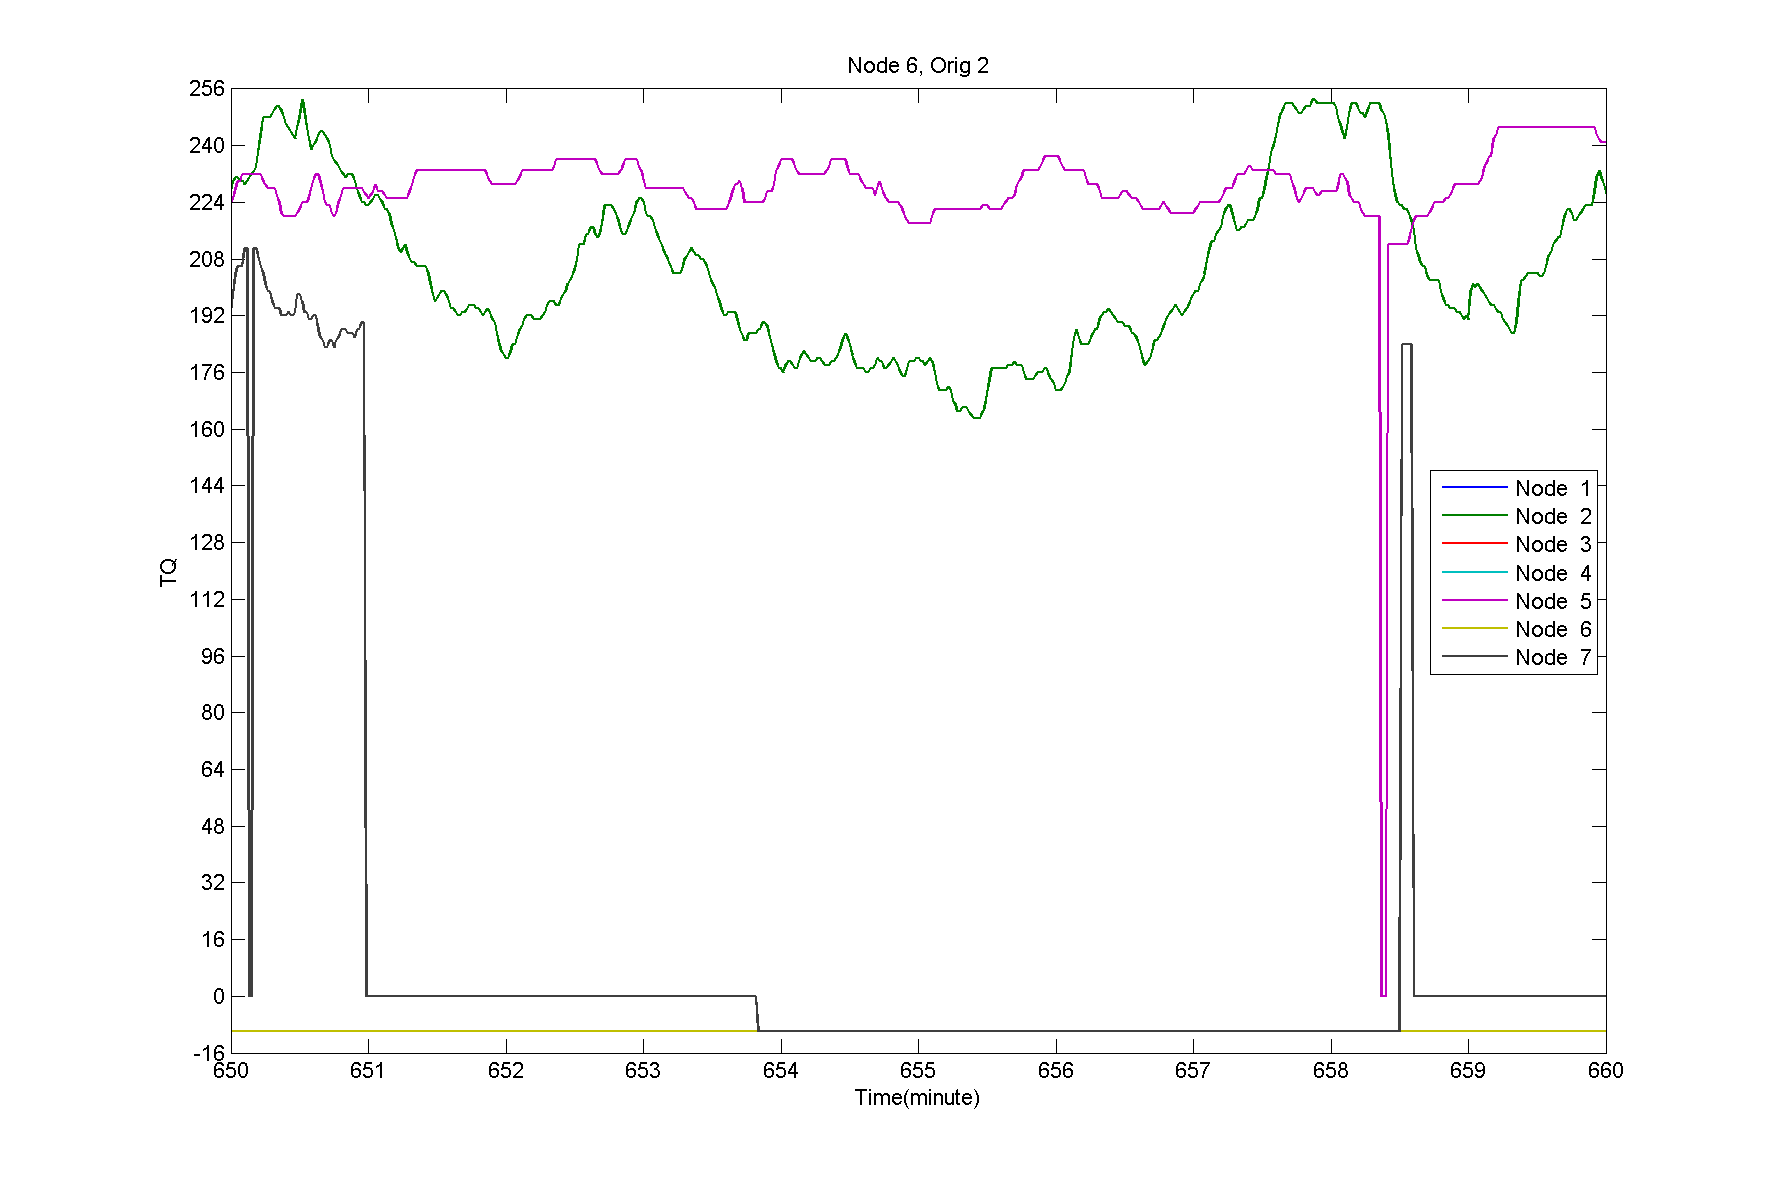 Node 6, Orig 2
256
240
224
208
192
176
160
144
128
112
96
80
64
48
32
16
0
-16
TQ
Node 1
Node 2
Node 3
Node 4
Node 5
Node 6
Node 7
650 651 652 653 654 655 656 657 658 659 660
Time(minute)